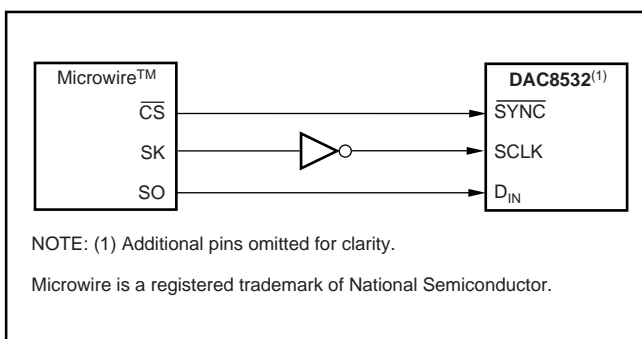 Microwire™ DAC8532(1)
CS SYNC
SK SCLK
SO DIN
NOTE: (1) Additional pins omitted for clarity.
Microwire is a registered trademark of National Semiconductor.